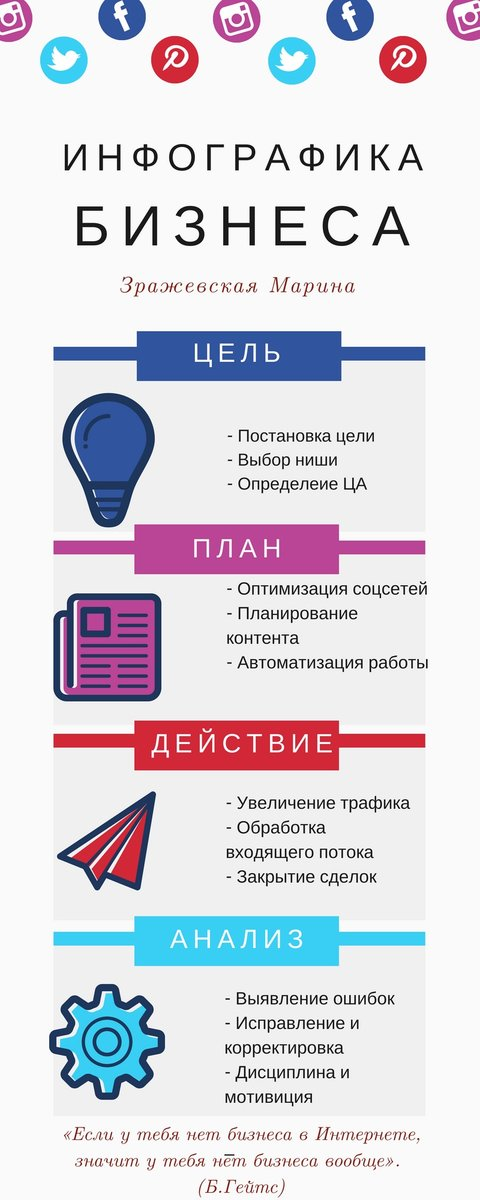 ИНФОГРАФИКА
БИЗНЕСА
Зражевская Марина
ЦЕЛЬ
- Постановка цели
- Выбор ниши
- Определеие ЦА
ПЛАН
- Оптимизация соцсетей
- Планирование
контента
- Автоматизация работы
ДЕЙСТВИЕ
- Увеличение трафика
- Обработка
входящего потока
- Закрытие сделок
АНАЛИЗ
- Выявление ошибок
- Исправление и
корректировка
- Дисциплина и
мотивиция
«Если у тебя нет бизнеса в Интернете,
значит у тебя нет бизнеса вообще».
(Б.Гейтс)